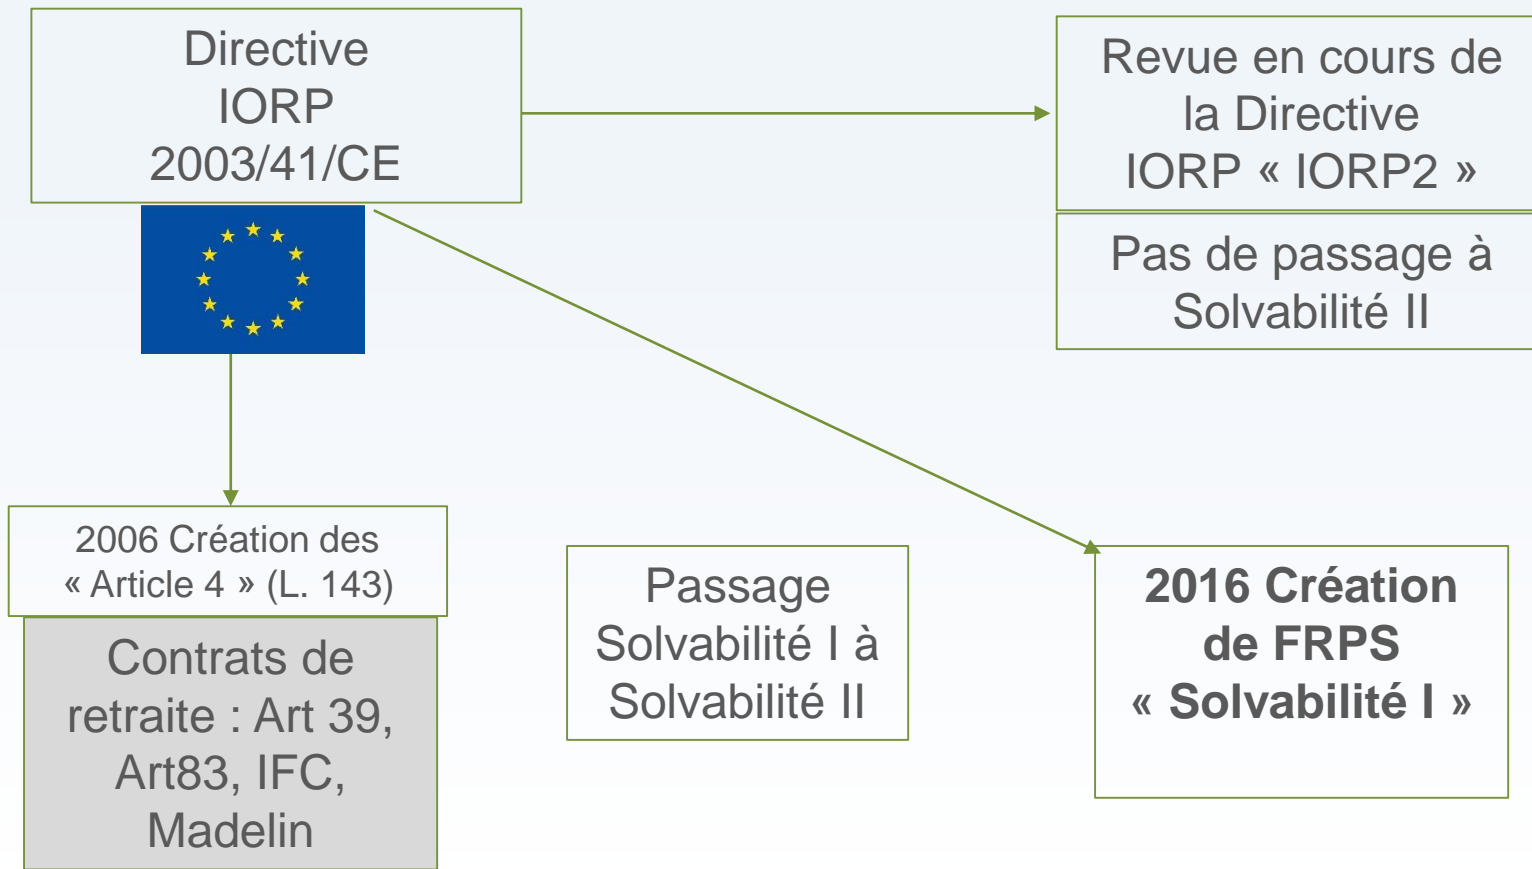 Directive
IORP
2003/41/CE
Revue en cours de
la Directive
IORP « IORP2 »
Pas de passage à
Solvabilité II
2006 Création des
« Article 4 » (L. 143)
Contrats de
retraite : Art 39,
Art83, IFC,
Madelin
Passage
Solvabilité I à
Solvabilité II
2016 Création
de FRPS
« Solvabilité I »